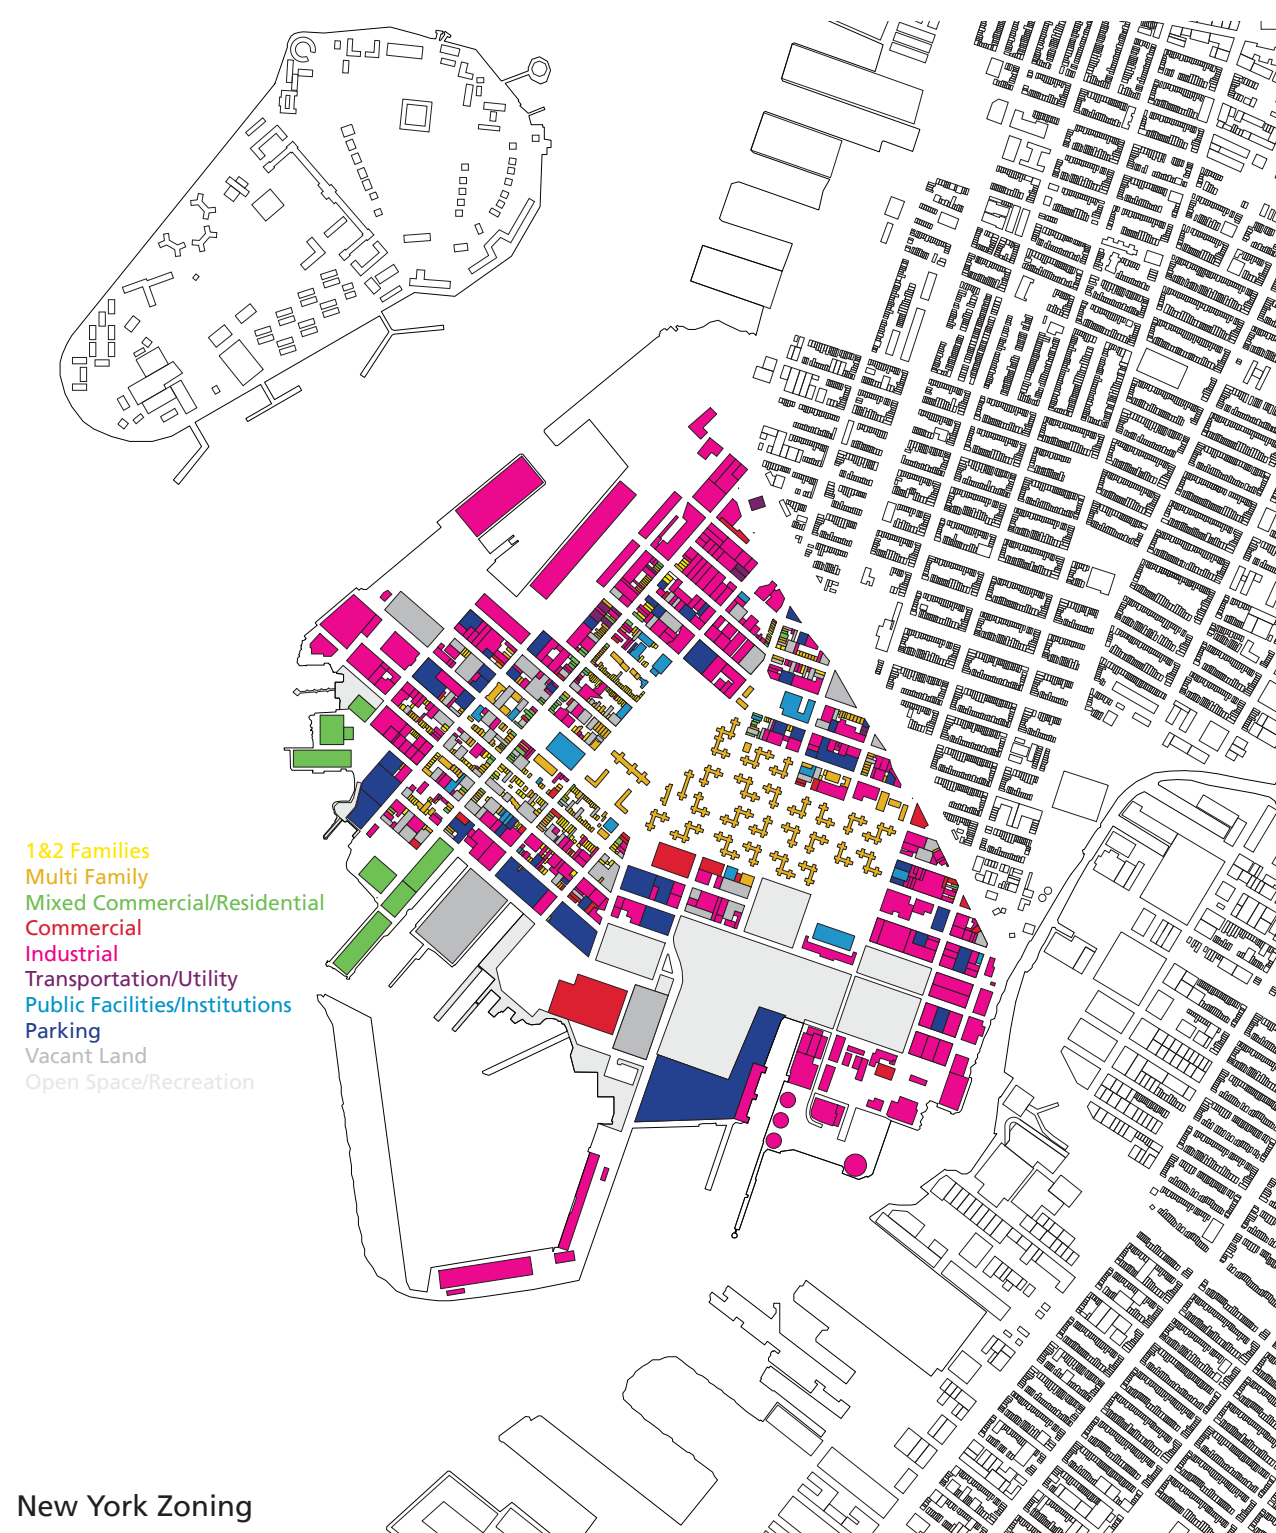 1&2 Families
Multi Family
Mixed Commercial/Residential
Commercial
Industrial
Transportation/Utility
Public Facilities/Institutions
Parking
Vacant Land
Open Space/Recreation
New York Zoning